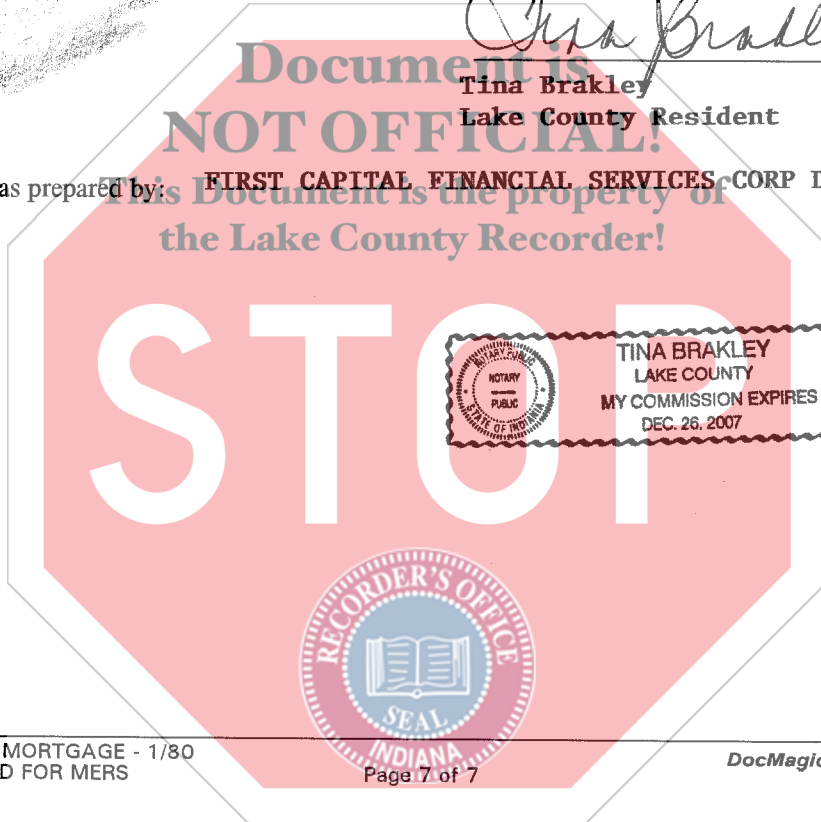 Tina Bradl
Document is
Tina Brakley
NOT OFFICIAL!
Lake County Resident
as prepared by: FIRST CAPITAL FINANCIAL SERVICES CORP D
This Document is the property of
the Lake County Recorder!
STOP
NOTARY PUBLIC
NOTARY
PUBLIC
STATE OF INDIANA
TINA BRAKLEY
LAKE COUNTY
MY COMMISSION EXPIRES
DEC. 26, 2007
RECORDER'S OFFICE
SEAL
INDIANA
MORTGAGE - 1/80
D FOR MERS
Page 7 of 7
DocMagic